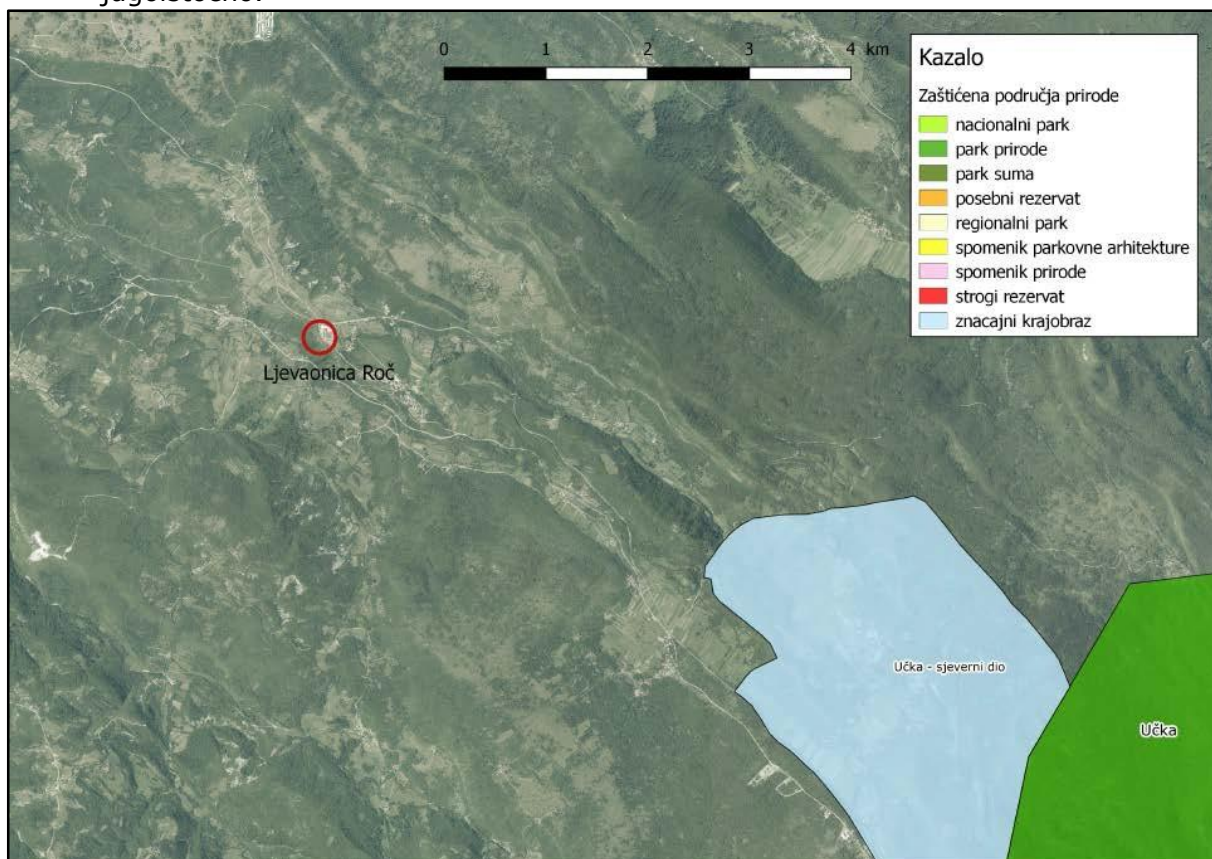 jugoistočno.
0 1 2 3 4 km
Kazalo
Zaštićena područja prirode
nacionalni park
park prirode
park suma
posebni rezervat
regionalni park
spomenik parkovne arhitekture
spomenik prirode
strogi rezervat
znacajni krajobraz
Ljevaonica Roč
Učka - sjeverni dio
Učka